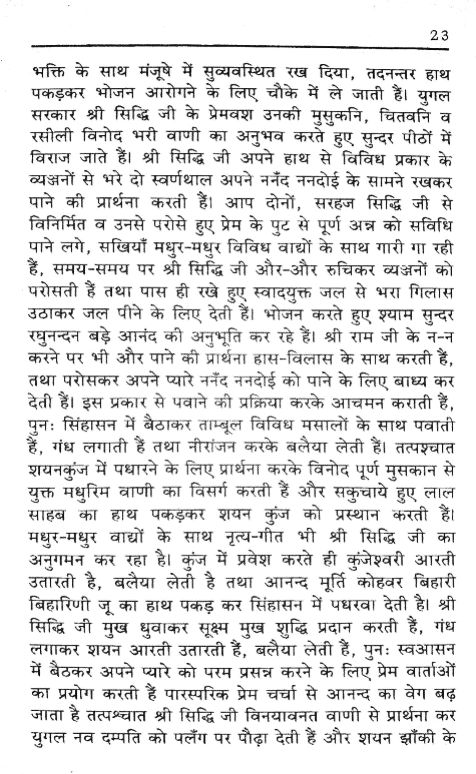 23
भक्ति के साथ मंजूषे में सुव्यवस्थित रख दिया, तदनन्तर हाथ
पकड़कर भोजन आरोगने के लिए चौके में ले जाती हैं। युगल
सरकार श्री सिद्धि जी के प्रेमवश उनकी मुसुकनि, चितवनि व
रसीली विनोद भरी वाणी का अनुभव करते हुए सुन्दर पीठों में
विराज जाते हैं। श्री सिद्धि जी अपने हाथ से विविध प्रकार के
व्यञ्जनों से भरे दो स्वर्णथाल अपने ननँद ननदोई के सामने रखकर
पाने की प्रार्थना करती हैं। आप दोनों, सरहज सिद्धि जी से
विनिर्मित व उनसे परोसे हुए प्रेम के पुट से पूर्ण अन्न को सविधि
पाने लगे, सखियाँ मधुर-मधुर विविध वाद्यों के साथ गारी गा रही
हैं, समय-समय पर श्री सिद्धि जी और-और रुचिकर व्यञ्जनों को
परोसती हैं तथा पास ही रखे हुए स्वादयुक्त जल से भरा गिलास
उठाकर जल पीने के लिए देती हैं। भोजन करते हुए श्याम सुन्दर
रघुनन्दन बड़े आनंद की अनुभूति कर रहे हैं। श्री राम जी के न-न
करने पर भी और पाने की प्रार्थना हास-विलास के साथ करती हैं,
तथा परोसकर अपने प्यारे ननँद ननदोई को पाने के लिए बाध्य कर
देती हैं। इस प्रकार से पवाने की प्रक्रिया करके आचमन कराती हैं,
पुनः सिंहासन में बैठाकर ताम्बूल विविध मसालों के साथ पवाती
हैं, गंध लगाती हैं तथा नीरांजन करके बलैया लेती हैं। तत्पश्चात
शयनकुंज में पधारने के लिए प्रार्थना करके विनोद पूर्ण मुसकान से
युक्त मधुरिम वाणी का विसर्ग करती हैं और सकुचाये हुए लाल
साहब का हाथ पकड़कर शयन कुंज को प्रस्थान करती हैं।
मधुर-मधुर वाद्यों के साथ नृत्य-गीत भी श्री सिद्धि जी का
अनुगमन कर रहा है। कुंज में प्रवेश करते ही कुंजेश्वरी आरती
उतारती है, बलैया लेती है तथा आनन्द मूर्ति कोहवर बिहारी
बिहारिणी जू का हाथ पकड़ कर सिंहासन में पधरवा देती है। श्री
सिद्धि जी मुख धुवाकर सूक्ष्म मुख शुद्धि प्रदान करती हैं, गंध
लगाकर शयन आरती उतारती हैं, बलैया लेती हैं, पुनः स्वआसन
में बैठकर अपने प्यारे को परम प्रसन्न करने के लिए प्रेम वार्ताओं
का प्रयोग करती हैं पारस्परिक प्रेम चर्चा से आनन्द का वेग बढ़
जाता है तत्पश्चात श्री सिद्धि जी विनयावनत वाणी से प्रार्थना कर
युगल नव दम्पति को पलँग पर पौढ़ा देती हैं और शयन झाँकी के